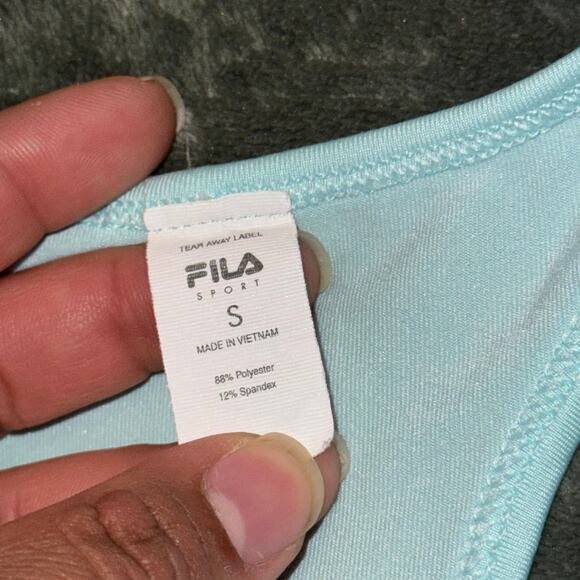 TEAR AWAY LABEL
FILA
SPORT
S
MADE IN VIETNAM
88% Polyester
12% Spandex